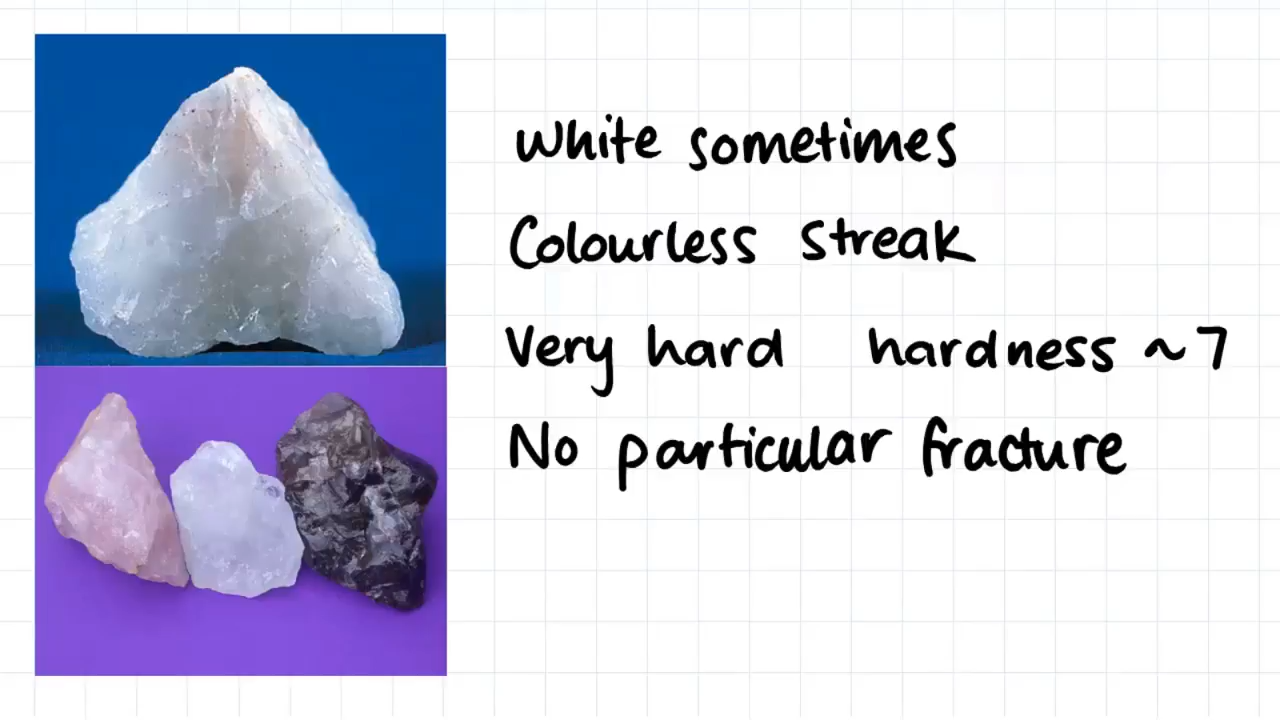 White sometimes
Colourless streak
Very hard hardness ~7
No particular fracture